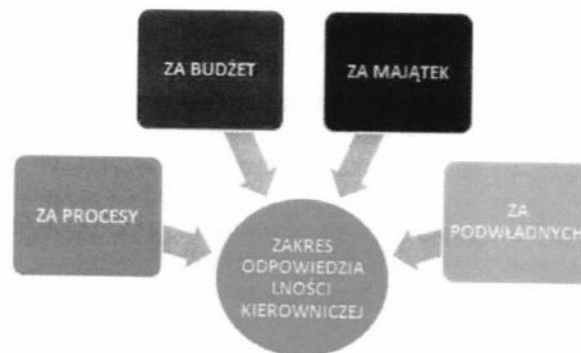 ZA BUDŻET
ZA MAJĄTEK
ZA PROCESY
ZA
PODWŁADNYCH
ZAKRES
ODPOWIEDZIA
LNOŚCI
KIEROWNICZEJ